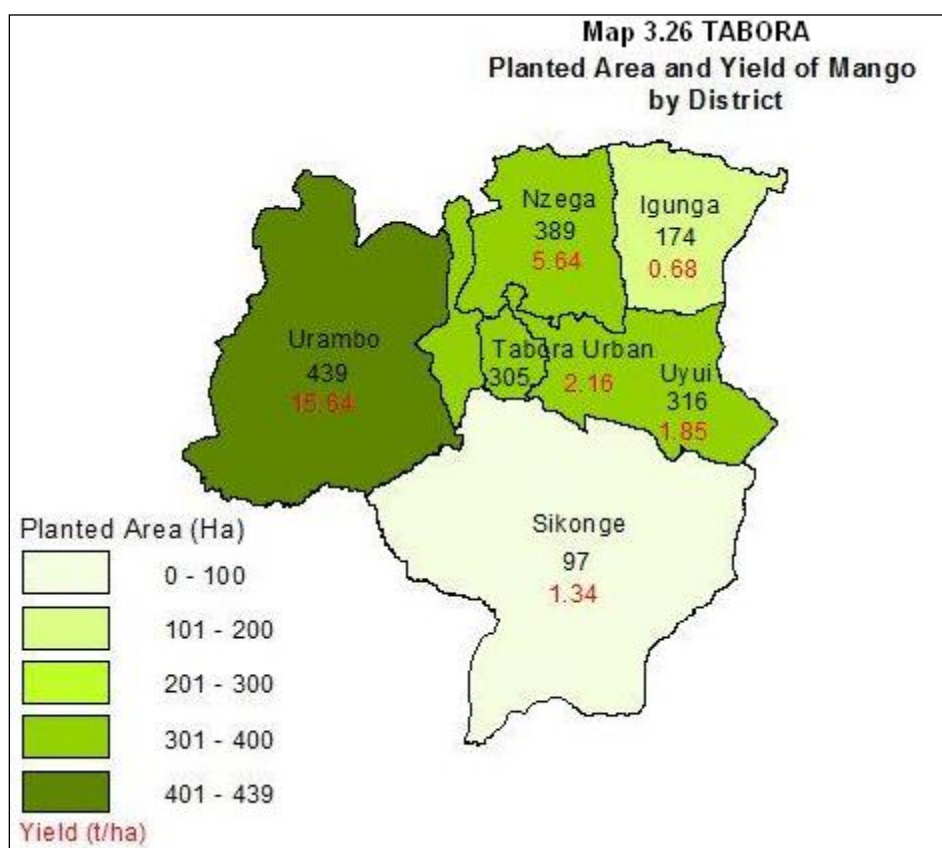 Map 3.26 TABORA
Planted Area and Yield of Mango
by District
Nzega
389
5.64
Igunga
174
0.68
Urambo
439
15.64
Tabora Urban
305
2.16
Uyui
316
1.85
Sikonge
97
1.34
Planted Area (Ha)
0 - 100
101 - 200
201 - 300
301 - 400
401 - 439
Yield (t/ha)